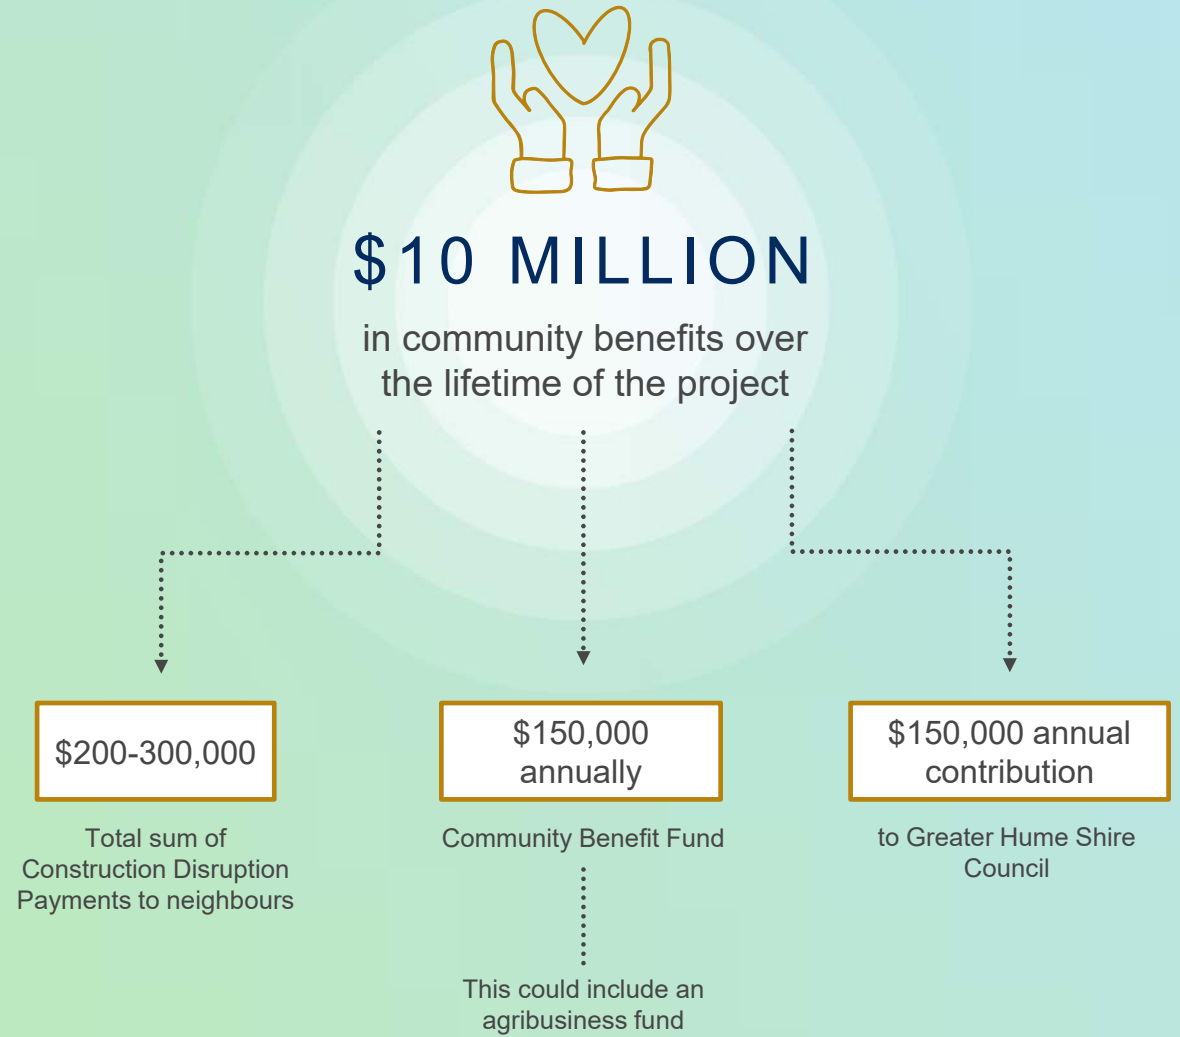 $10 MILLION
in community benefits over
the lifetime of the project
$200-300,000
Total sum of
Construction Disruption
Payments to neighbours
$150,000
annually
Community Benefit Fund
This could include an
agribusiness fund
$150,000 annual
contribution
to Greater Hume Shire
Council